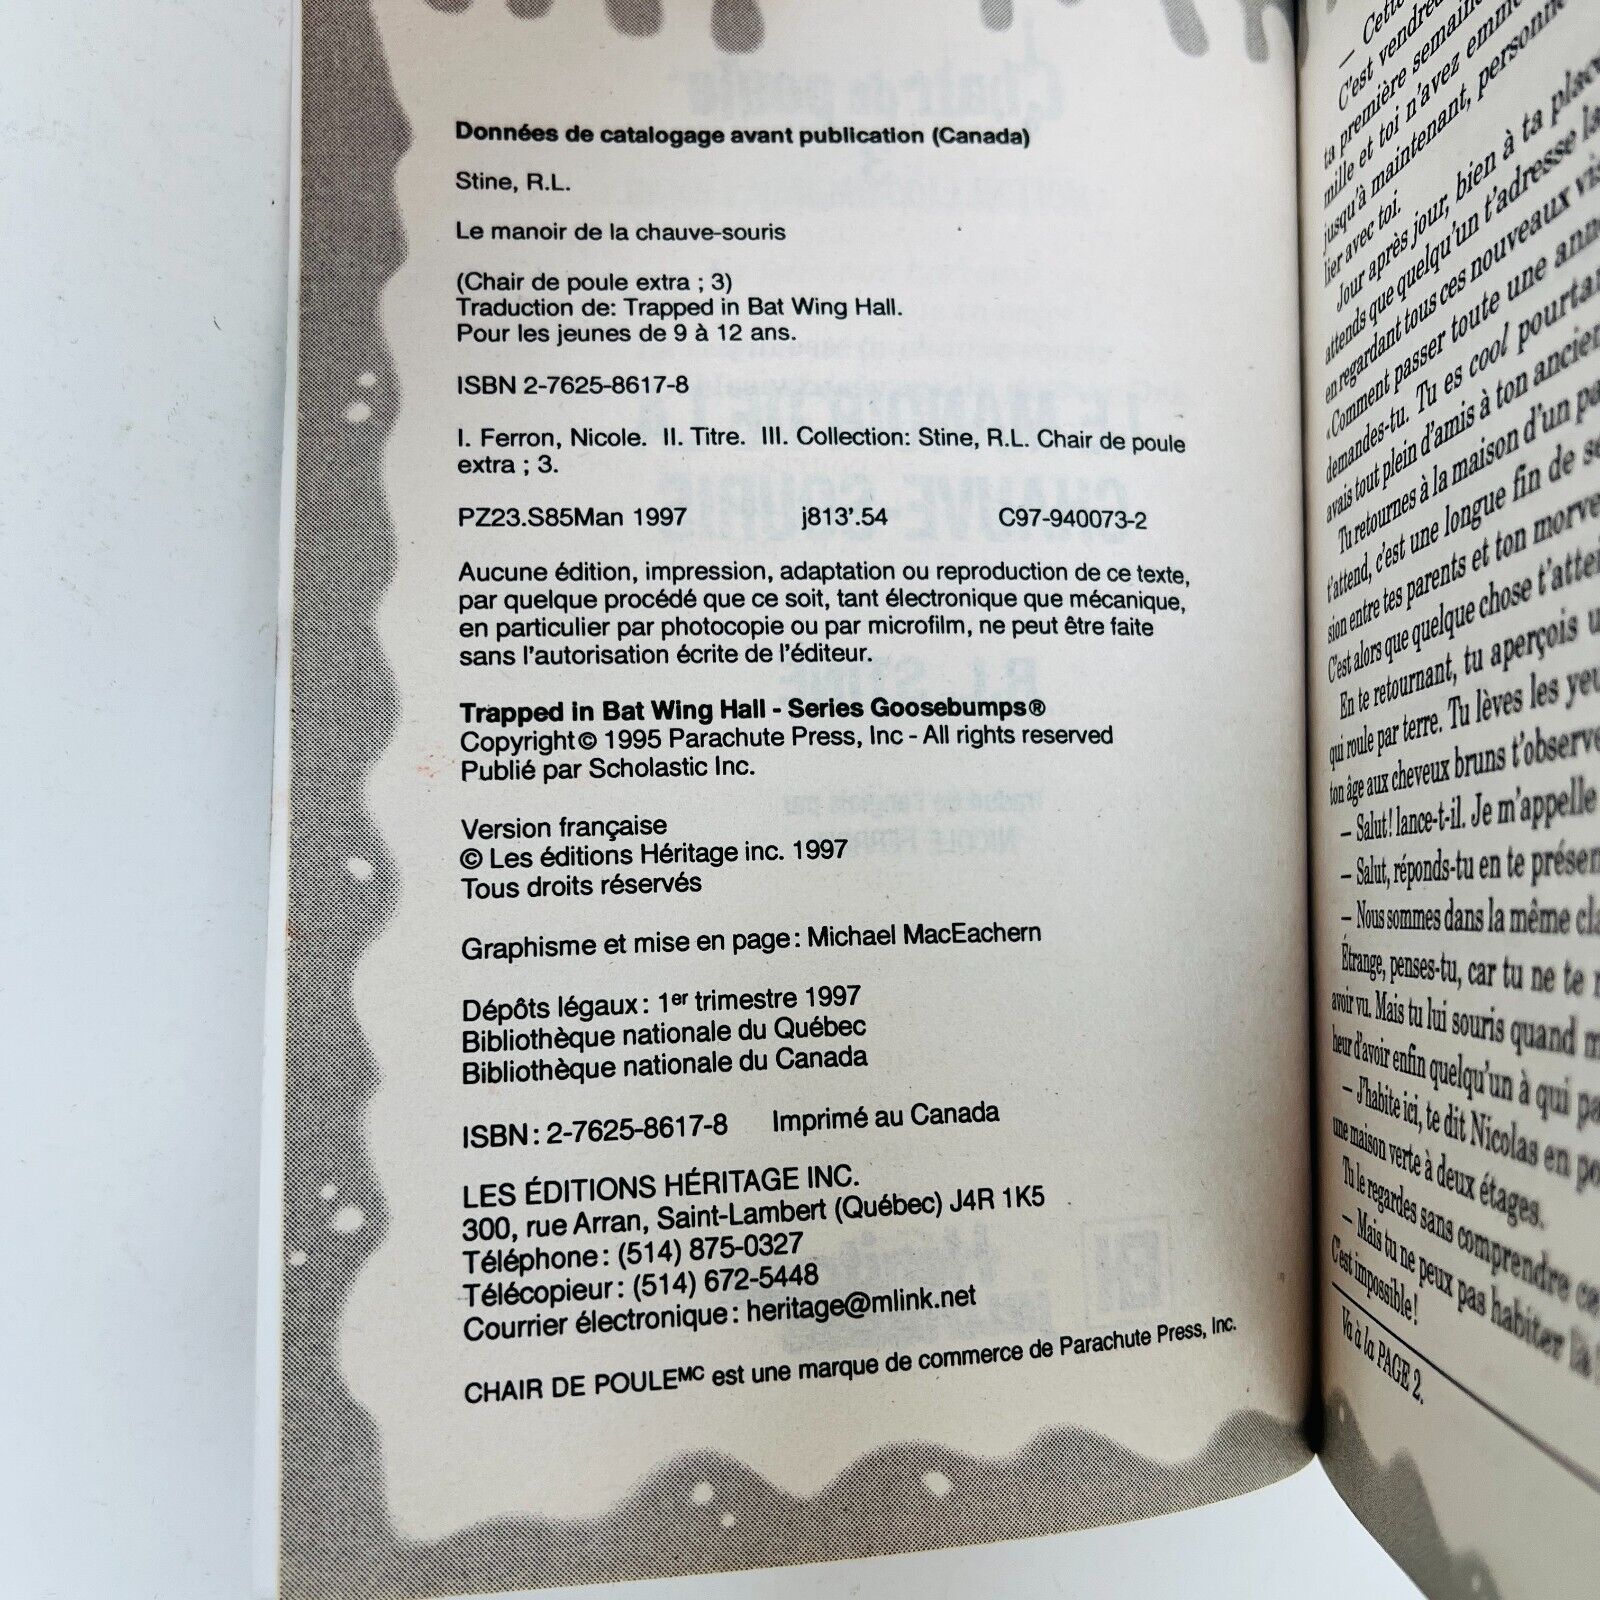 Données de catalogage avant publication (Canada)
Stine, R.L.
Le manoir de la chauve-souris
(Chair de poule extra ; 3)
Traduction de: Trapped in Bat Wing Hall.
Pour les jeunes de 9 à 12 ans.
ISBN 2-7625-8617-8
I. Ferron, Nicole. II. Titre. III. Collection: Stine, R.L. Chair de poule
extra ; 3.
PZ23.S85Man 1997 j813'.54 C97-940073-2
Aucune édition, impression, adaptation ou reproduction de ce texte,
par quelque procédé que ce soit, tant électronique que mécanique,
en particulier par photocopie ou par microfilm, ne peut être faite
sans l'autorisation écrite de l'éditeur.
Trapped in Bat Wing Hall - Series Goosebumps®
Copyright© 1995 Parachute Press, Inc - All rights reserved
Publié par Scholastic Inc.
Version française
© Les éditions Héritage inc. 1997
Tous droits réservés
Graphisme et mise en page: Michael MacEachern
Dépôts légaux: 1er trimestre 1997
Bibliothèque nationale du Québec
Bibliothèque nationale du Canada
ISBN: 2-7625-8617-8 Imprimé au Canada
LES ÉDITIONS HÉRITAGE INC.
300, rue Arran, Saint-Lambert (Québec) J4R 1K5
Téléphone: (514) 875-0327
Télécopieur: (514) 672-5448
Courrier électronique: heritage@mlink.net
CHAIR DE POULEMC est une marque de commerce de Parachute Press, Inc.
— Cette
C'est vendre
ta première semaine
mille et toi n'avez emmé
jusqu'à maintenant, personn
lier avec toi.
Jour après jour, bien à ta place
attends que quelqu'un t'adresse la
en regardant tous ces nouveaux vis
«Comment passer toute une anné
demandes-tu. Tu es cool pourtan
avais tout plein d'amis à ton ancien
Tu retournes à la maison d'un pa
t'attend, c'est une longue fin de se
sion entre tes parents et ton morve
C'est alors que quelque chose t'attei
En te retournant, tu aperçois u
qui roule par terre. Tu lèves les yeu
ton âge aux cheveux bruns t'observe
— Salut! lance-t-il. Je m'appelle
— Salut, réponds-tu en te présen
— Nous sommes dans la même cla
Étrange, penses-tu, car tu ne te r
avoir vu. Mais tu lui souris quand m
heur d'avoir enfin quelqu'un à qui pa
— J'habite ici, te dit Nicolas en po
une maison verte à deux étages.
Tu le regardes sans comprendre ce
— Mais tu ne peux pas habiter là
C'est impossible!
Va à la PAGE 2.